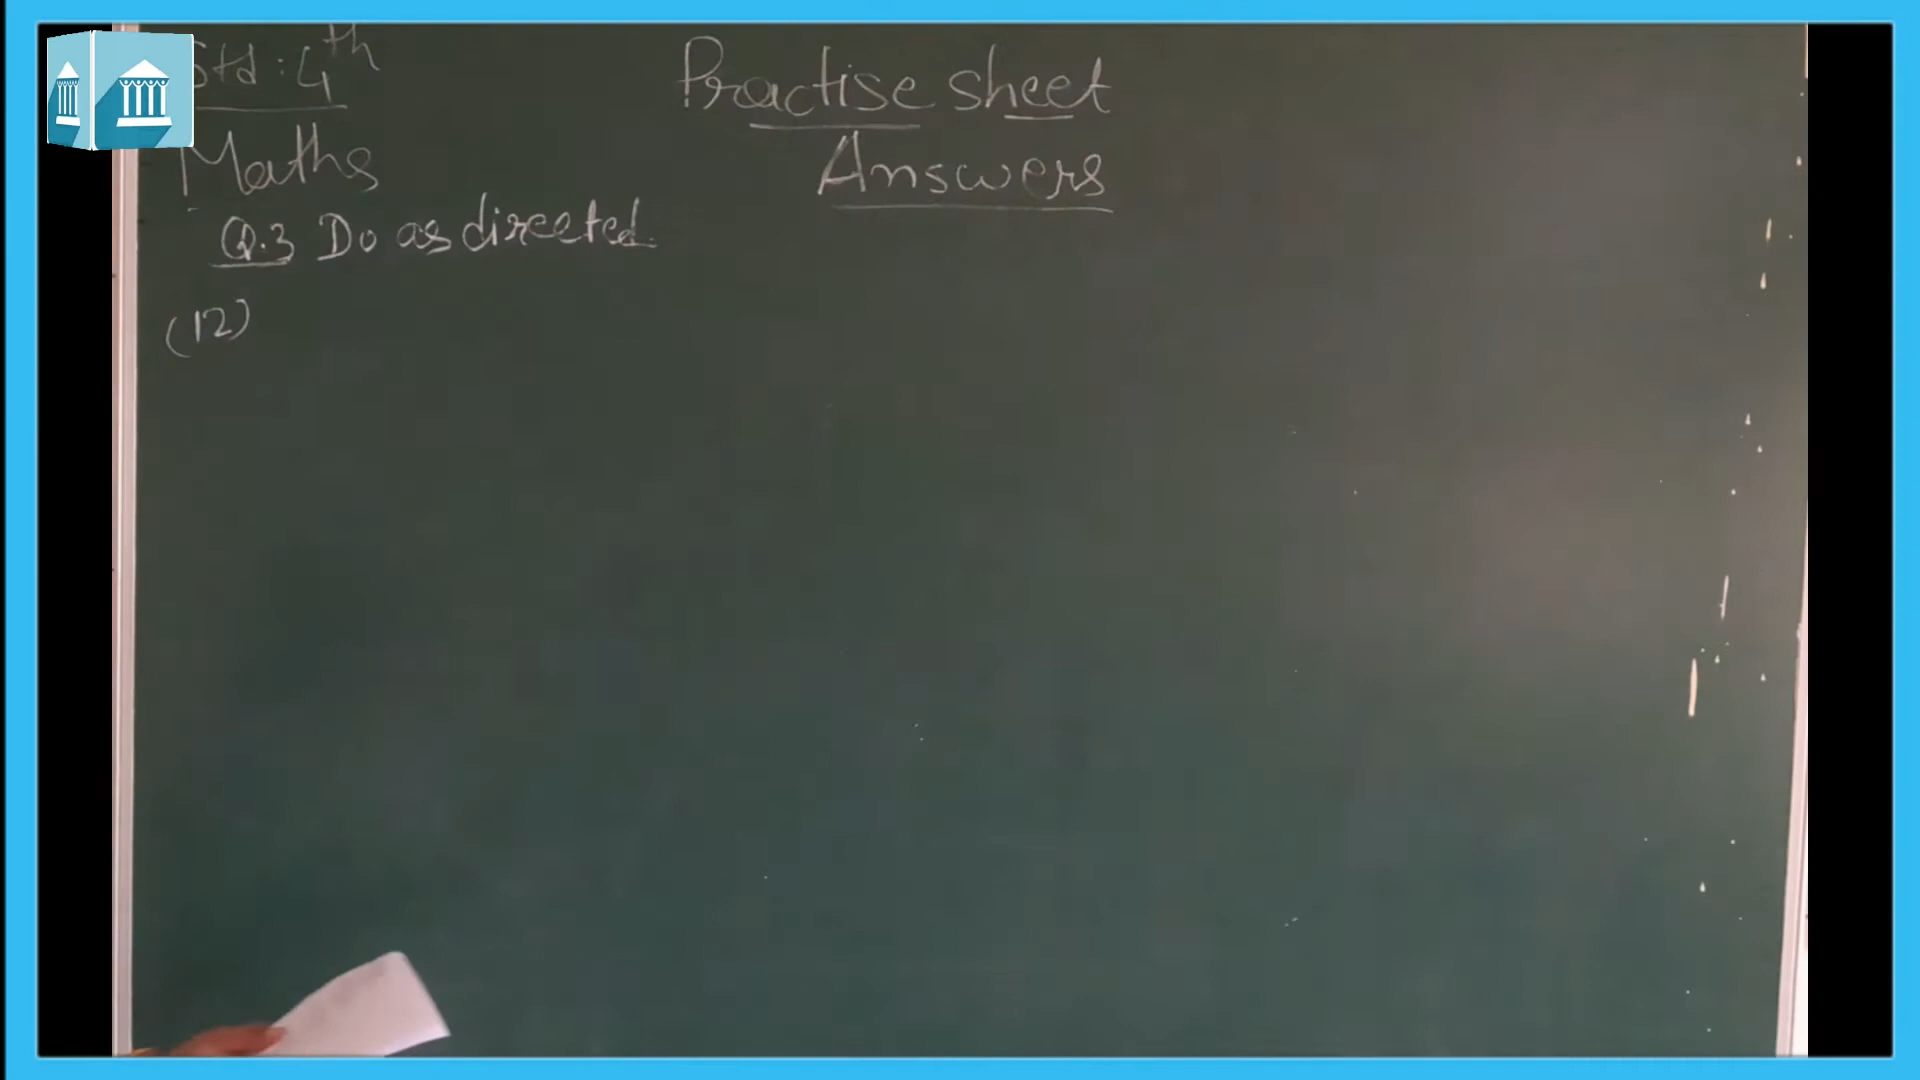 Std : 4th
Practise sheet
Maths
Answers
Q.3 Do as directed.
(12)